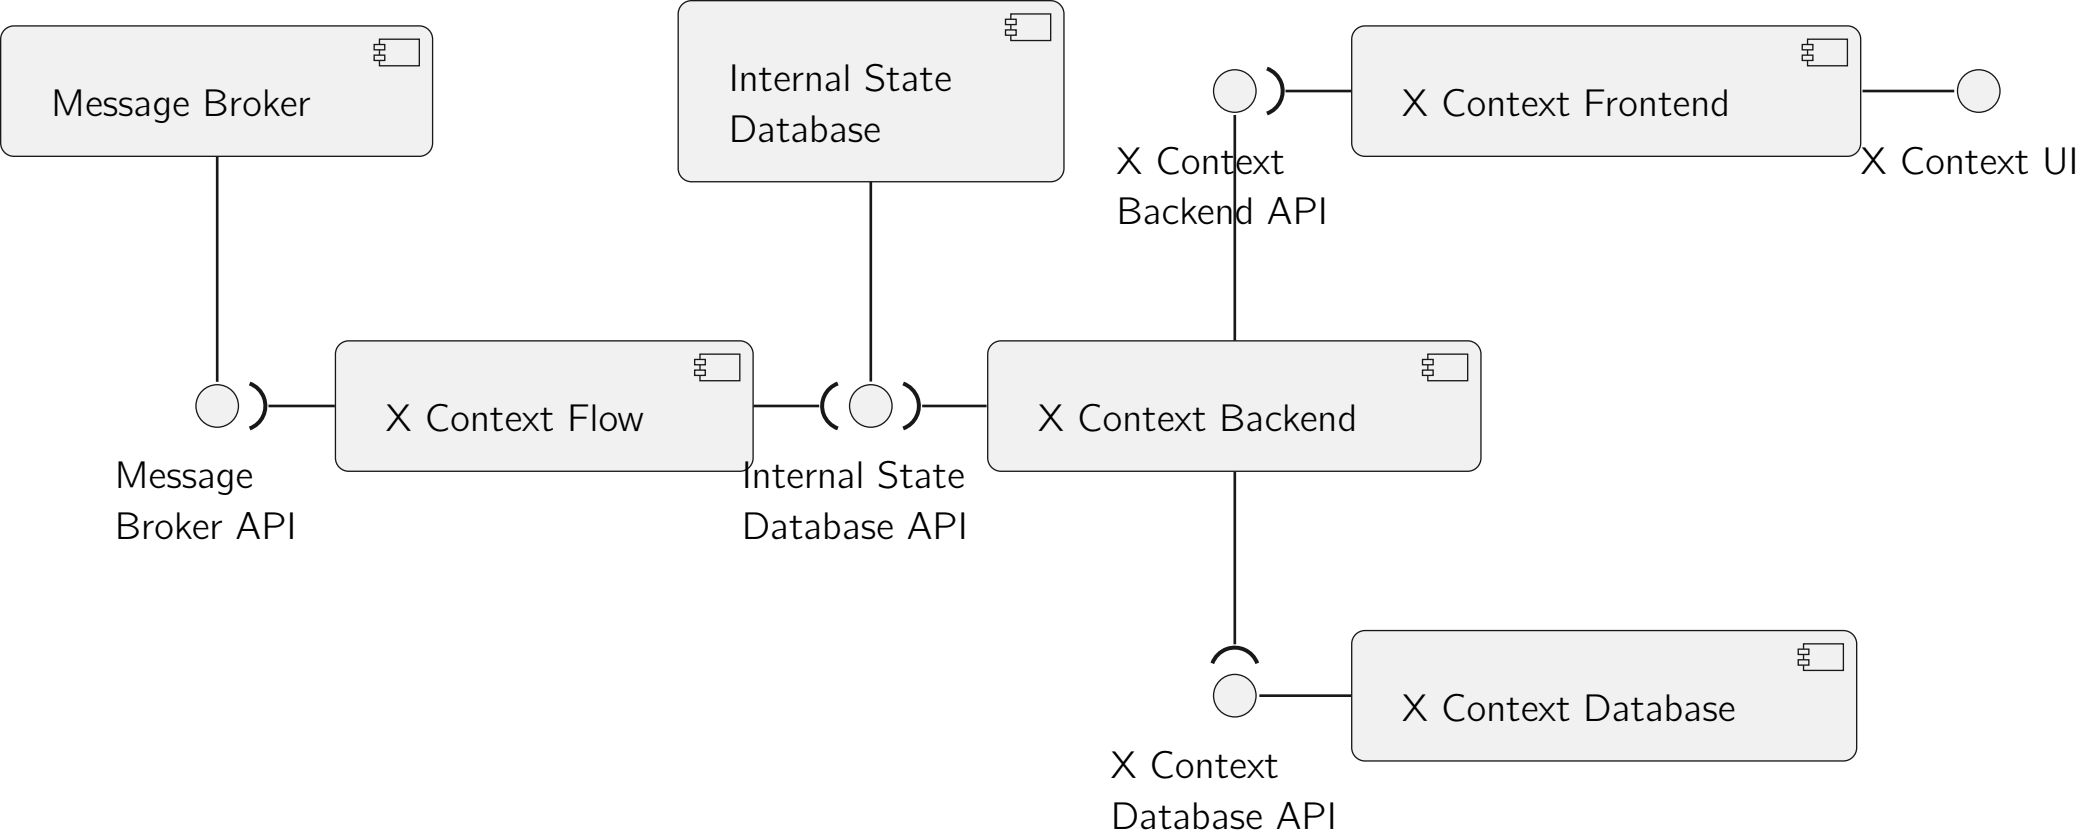 Message Broker
Internal State
Database
X Context Frontend
X Context
Backend API
X Context UI
X Context Flow
X Context Backend
Message
Broker API
Internal State
Database API
X Context Database
X Context
Database API